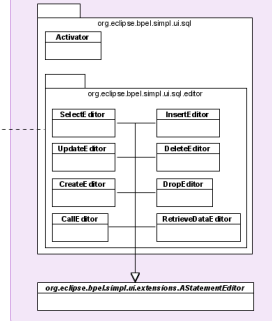 org.eclipse.bpel.simpl.ui.sql
Activator
org.eclipse.bpel.simpl.ui.sql.editor
SelectEditor InsertEditor
UpdateEditor DeleteEditor
CreateEditor DropEditor
CallEditor RetrieveDataEditor
org.eclipse.bpel.simpl.ui.extensions.AStatementEditor